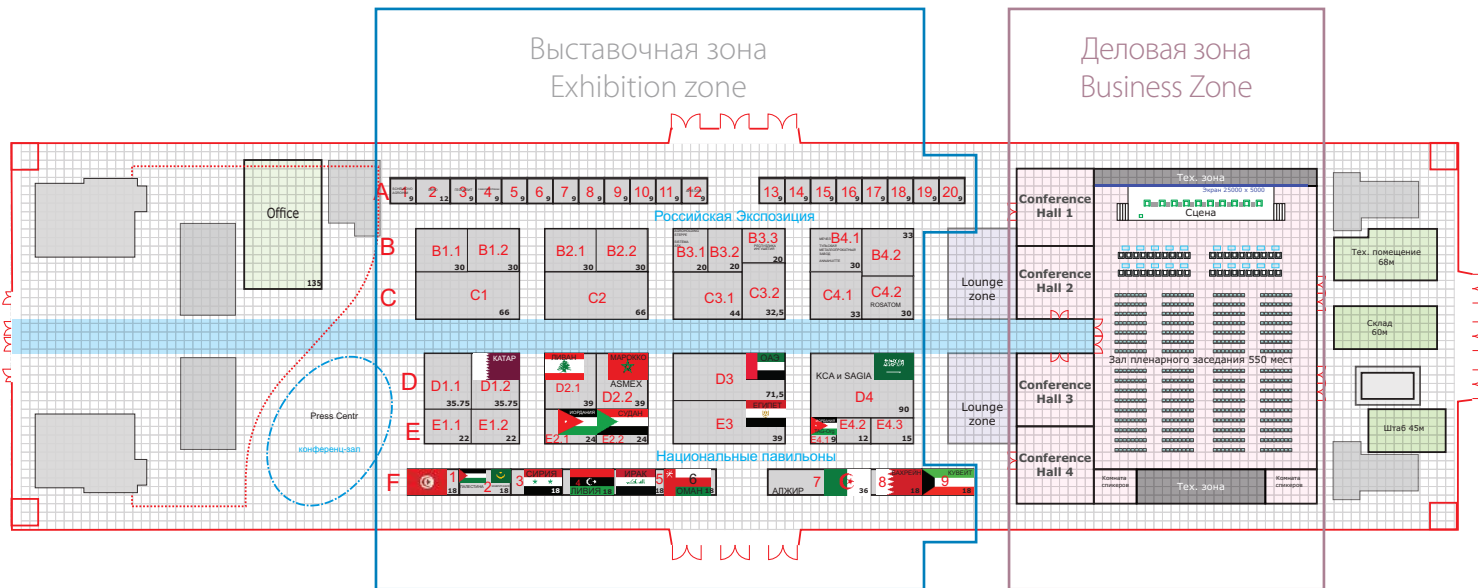 Выставочная зона
Exhibition zone
Деловая зона
Business Zone
Office
135
A
1 9
2 12
3 9
4 9
5 9
6 9
7 9
8 9
9 9
10 9
11 9
12 9
13 9
14 9
15 9
16 9
17 9
18 9
19 9
20 9
Российская Экспозиция
B
B1.1 30
B1.2 30
B2.1 30
B2.2 30
B3.1 20
B3.2 20
B3.3 20
B4.1 30
B4.2 33
C
C1 66
C2 66
C3.1 44
C3.2 32,5
C4.1 33
C4.2
ROSATOM
30
D
D1.1 35.75
КАТАР
D1.2 35.75
ЛИВАН
D2.1 39
МАРОККО
ASMEX
D2.2 39
ОАЭ
D3 71,5
КСА и SAGIA
D4 90
E
E1.1 22
E1.2 22
ИОРДАНИЯ
E2.1 24
СУДАН
E2.2 24
ЕГИПЕТ
E3 39
E4.1 9
E4.2 12
E4.3 15
Национальные павильоны
F
1 18
ПАЛЕСТИНА
2 18
СИРИЯ
3 18
4
ЛИВИЯ 18
ИРАК
5 18
6
ОМАН 18
АЛЖИР
7 36
БАХРЕЙН
8 18
КУВЕЙТ
9 18
Press Centr
конференц-зал
Lounge
zone
Lounge
zone
Conference
Hall 1
Conference
Hall 2
Conference
Hall 3
Conference
Hall 4
Тех. зона
Экран 25000 x 5000
Сцена
Зал пленарного заседания 550 мест
Комната
спикеров
Тех. зона
Комната
спикеров
Тех. помещение
68м
Склад
60м
Штаб 45м